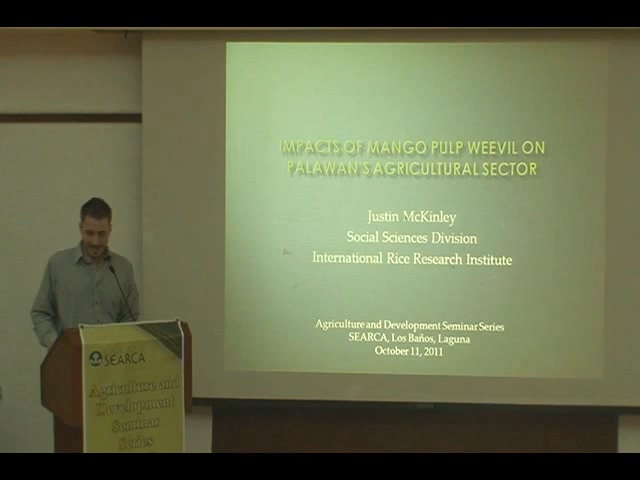 IMPACTS OF MANGO PULP WEEVIL ON
PALAWAN'S AGRICULTURAL SECTOR
Justin McKinley
Social Sciences Division
International Rice Research Institute
Agriculture and Development Seminar Series
SEARCA, Los Baños, Laguna
October 11, 2011
SEARCA
Agriculture and
Development
Seminar
Series